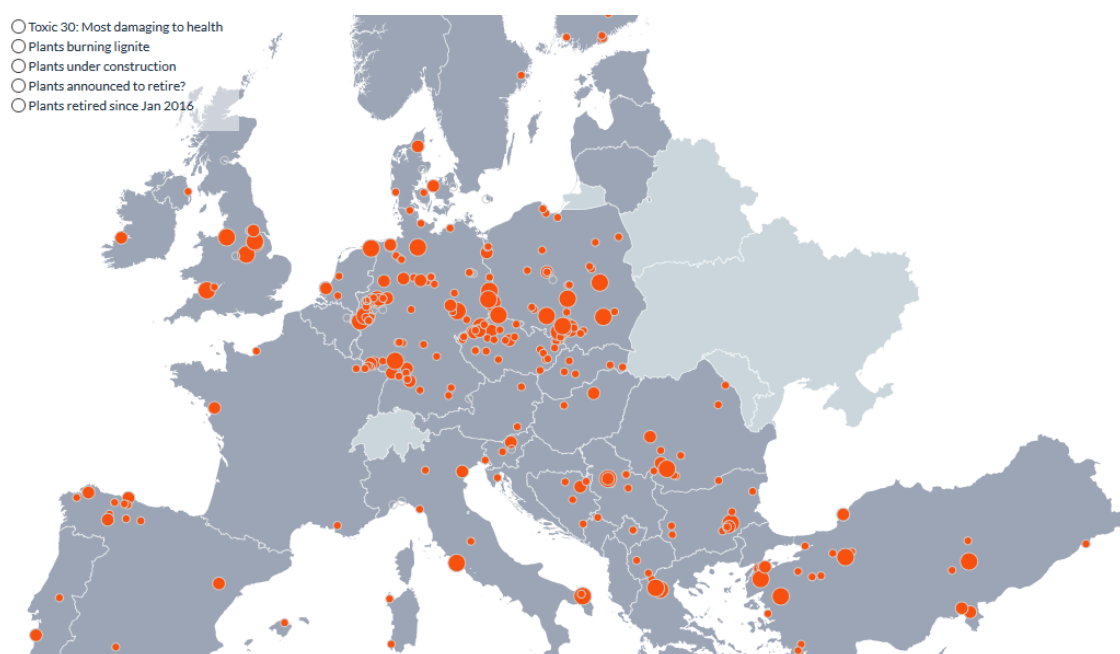 Toxic 30: Most damaging to health
Plants burning lignite
Plants under construction
Plants announced to retire?
Plants retired since Jan 2016